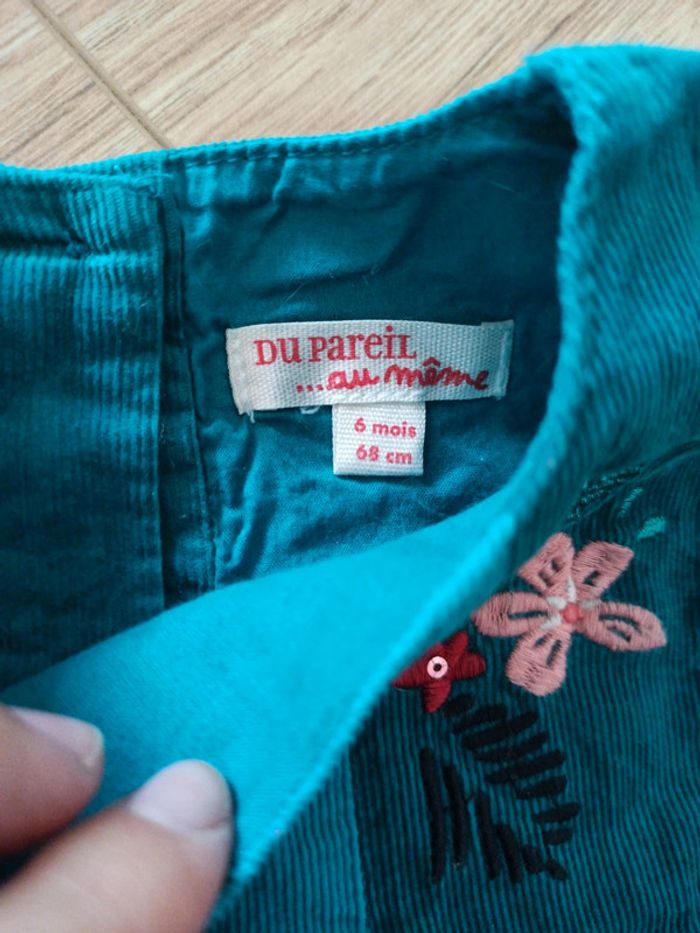 Du Pareil
...au même
6 mois
68 cm